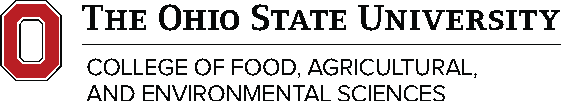 THE OHIO STATE UNIVERSITY
COLLEGE OF FOOD, AGRICULTURAL,
AND ENVIRONMENTAL SCIENCES